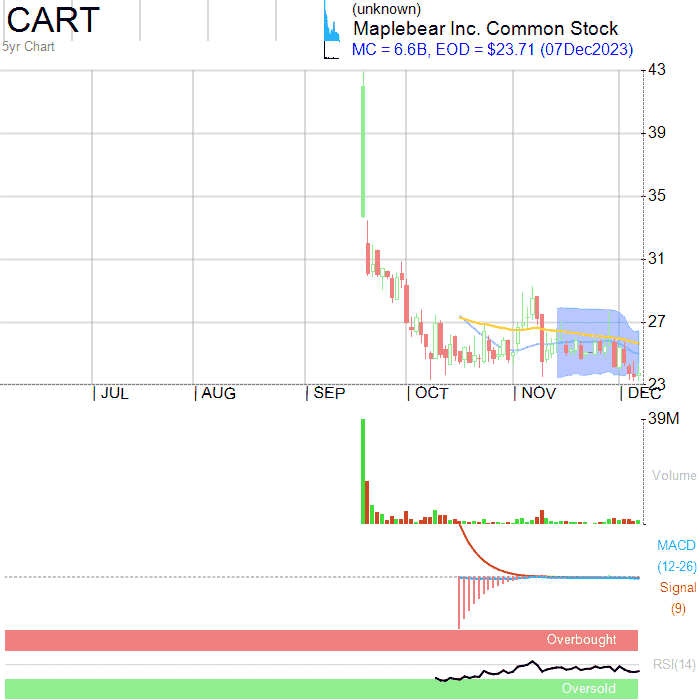 CART
5yr Chart
(unknown)
Maplebear Inc. Common Stock
MC = 6.6B, EOD = $23.71 (07Dec2023)
43
39
35
31
27
23
JUL AUG SEP OCT NOV DEC
39M
Volume
MACD
(12-26)
Signal
(9)
Overbought
RSI(14)
Oversold